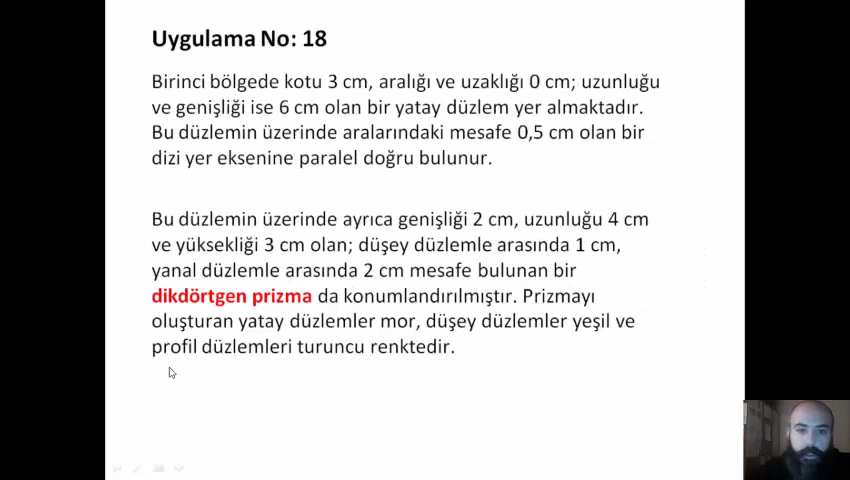 Uygulama No: 18
Birinci bölgede kotu 3 cm, aralığı ve uzaklığı 0 cm; uzunluğu
ve genişliği ise 6 cm olan bir yatay düzlem yer almaktadır.
Bu düzlemin üzerinde aralarındaki mesafe 0,5 cm olan bir
dizi yer eksenine paralel doğru bulunur.
Bu düzlemin üzerinde ayrıca genişliği 2 cm, uzunluğu 4 cm
ve yüksekliği 3 cm olan; düşey düzlemle arasında 1 cm,
yanal düzlemle arasında 2 cm mesafe bulunan bir
dikdörtgen prizma da konumlandırılmıştır. Prizmayı
oluşturan yatay düzlemler mor, düşey düzlemler yeşil ve
profil düzlemleri turuncu renktedir.